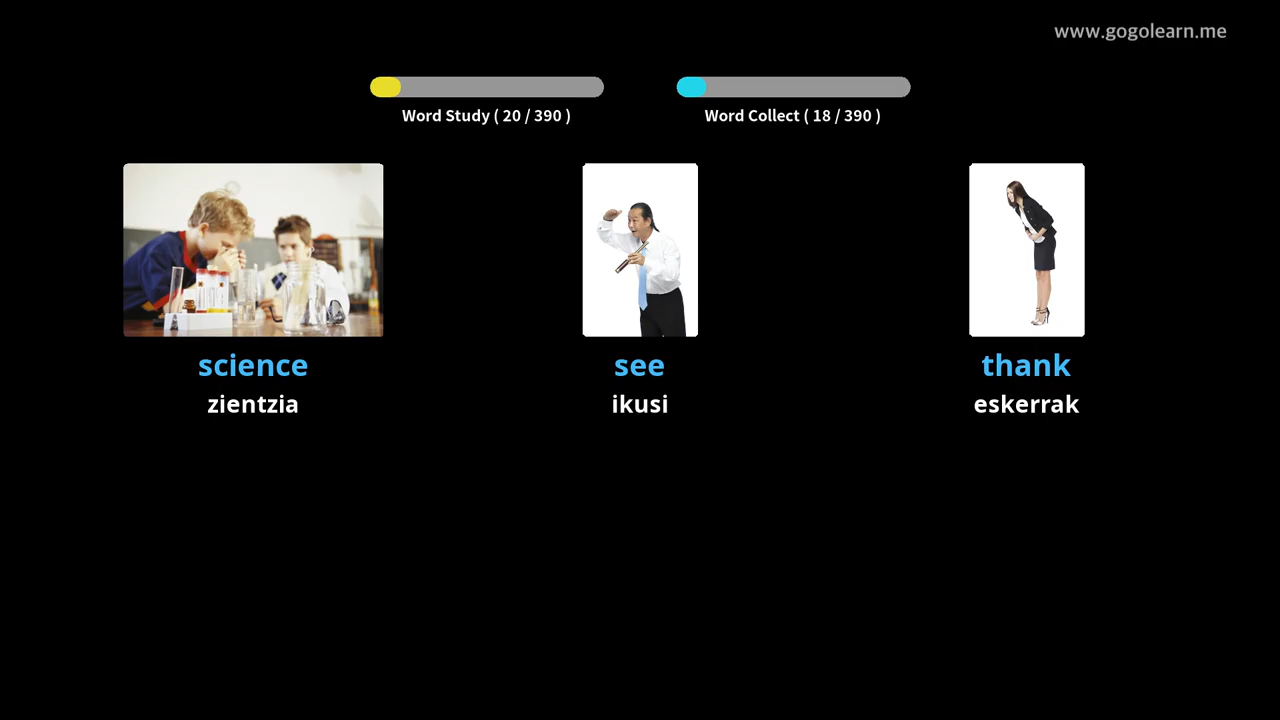 www.gogolearn.me
Word Study ( 20 / 390 )
Word Collect ( 18 / 390 )
science
zientzia
see
ikusi
thank
eskerrak